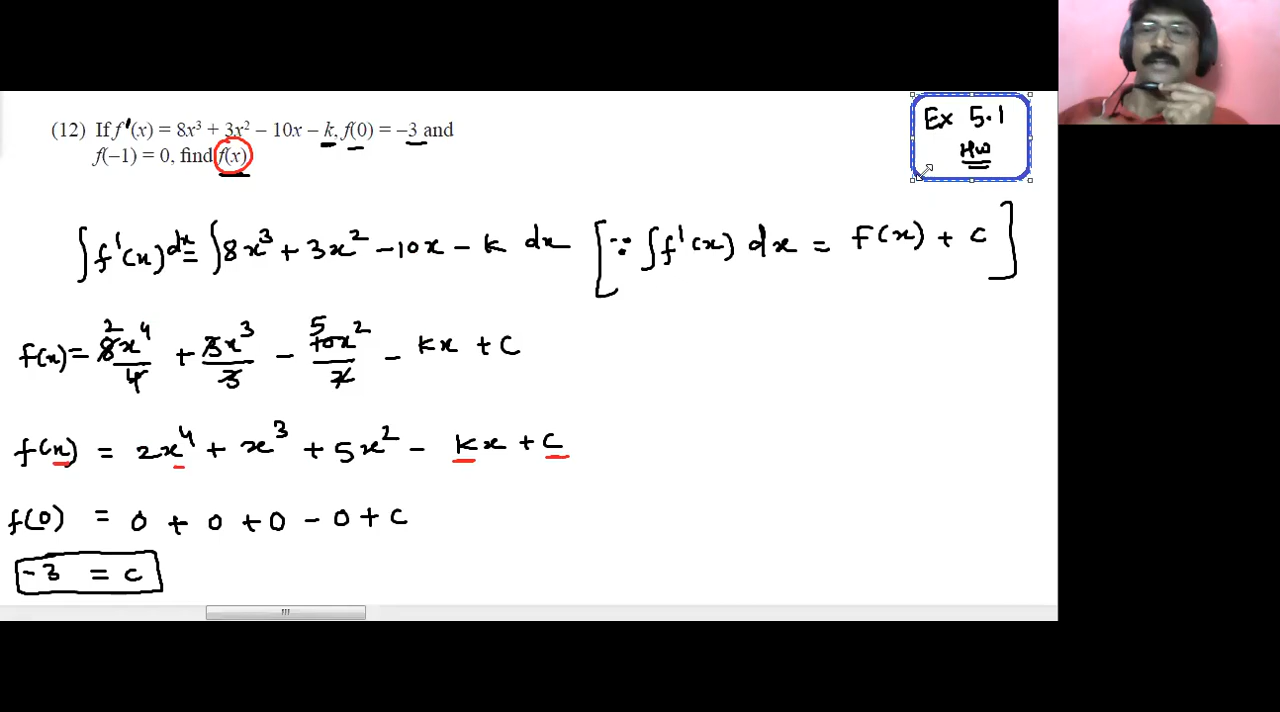 (12) If f'(x) = 8x³ + 3x² − 10x − k, f(0) = −3 and
f(−1) = 0, find f(x)
Ex 5.1
HW
∫f'(x) dx = ∫8x³ + 3x² − 10x − k dx [∵ ∫f'(x) dx = f(x) + c]
f(x) = 8x⁴/4 2 + 3x³/3 − 10x²/2 5 − kx + c
f(x) = 2x⁴ + x³ + 5x² − kx + c
f(0) = 0 + 0 + 0 − 0 + c
−3 = c